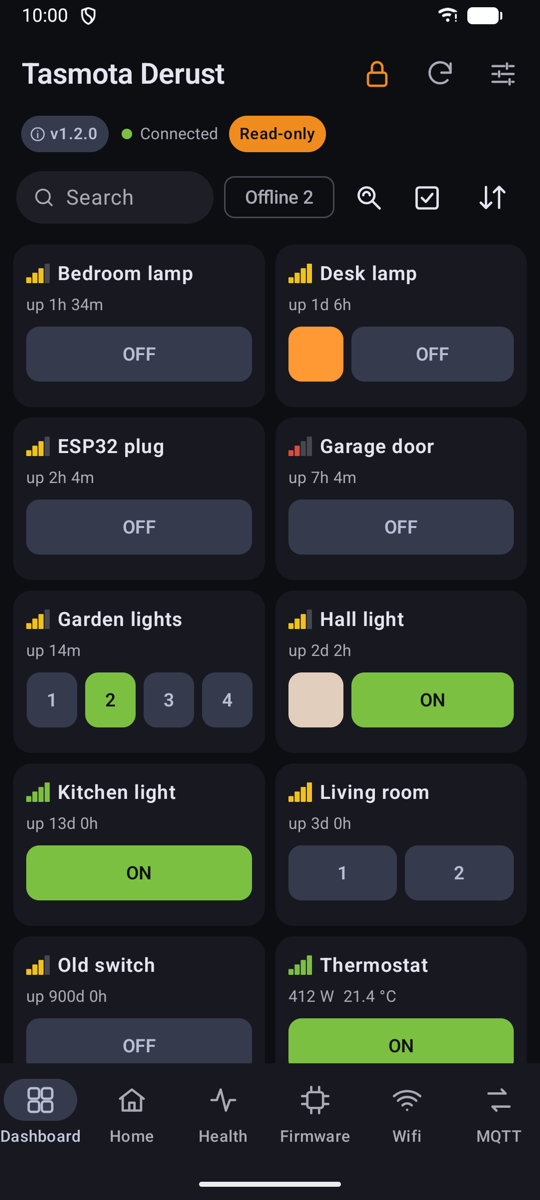 10:00
Tasmota Derust
v1.2.0 Connected Read-only
Search Offline 2
Bedroom lamp
up 1h 34m
OFF
Desk lamp
up 1d 6h
OFF
ESP32 plug
up 2h 4m
OFF
Garage door
up 7h 4m
OFF
Garden lights
up 14m
1 2 3 4
Hall light
up 2d 2h
ON
Kitchen light
up 13d 0h
ON
Living room
up 3d 0h
1 2
Old switch
up 900d 0h
OFF
Thermostat
412 W 21.4 °C
ON
Dashboard Home Health Firmware Wifi MQTT